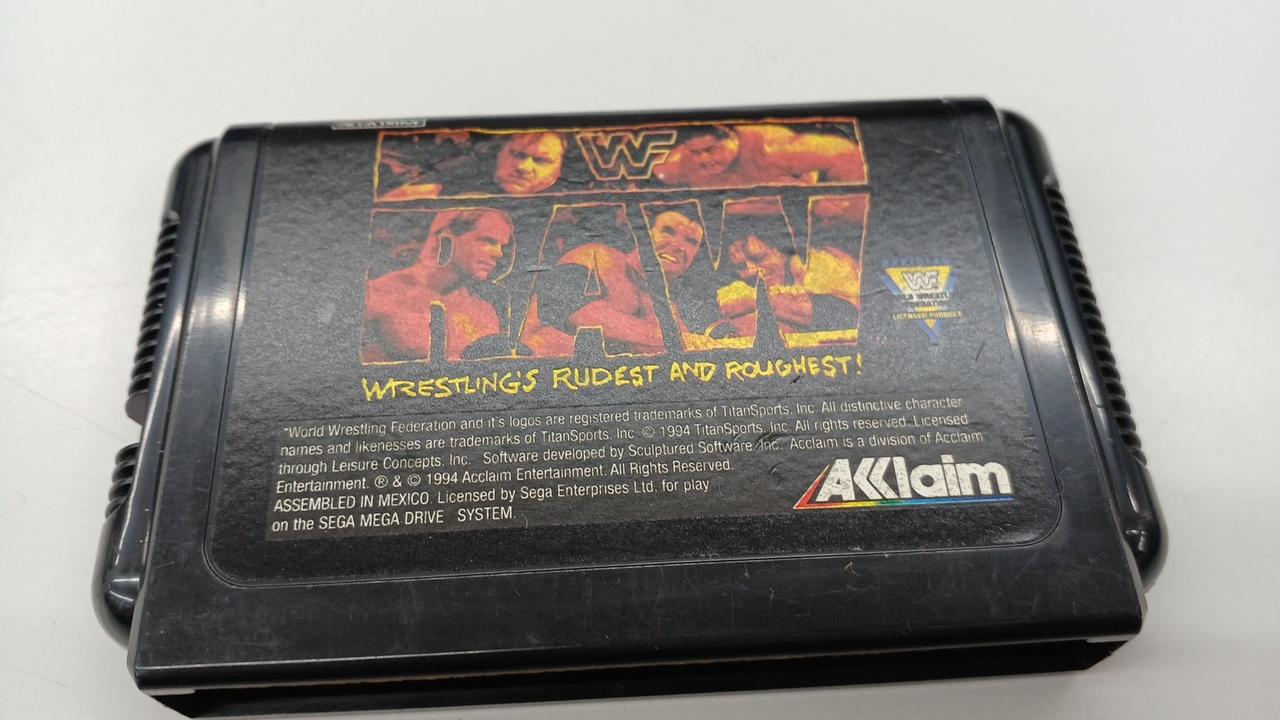 WF
RAW
WRESTLING'S RUDEST AND ROUGHEST!
OFFICIAL
WF
LICENSED PRODUCT
"World Wrestling Federation and it's logos are registered trademarks of TitanSports, Inc. All distinctive character
names and likenesses are trademarks of TitanSports, Inc. © 1994 TitanSports, Inc. All rights reserved. Licensed
through Leisure Concepts, Inc. Software developed by Sculptured Software Inc. Acclaim is a division of Acclaim
Entertainment. ® & © 1994 Acclaim Entertainment. All Rights Reserved.
ASSEMBLED IN MEXICO. Licensed by Sega Enterprises Ltd. for play
on the SEGA MEGA DRIVE SYSTEM.
AKKlaim